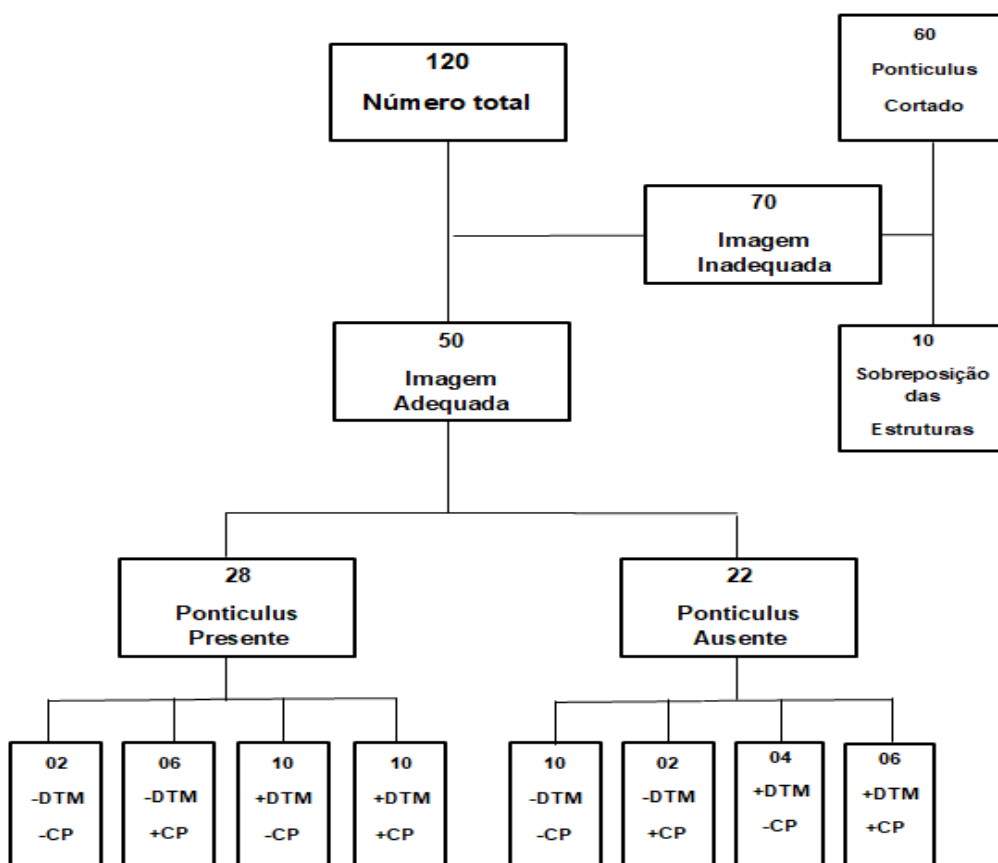 120
Número total
60
Ponticulus
Cortado
70
Imagem
Inadequada
50
Imagem
Adequada
10
Sobreposição
das
Estruturas
28
Ponticulus
Presente
22
Ponticulus
Ausente
02
-DTM
-CP
06
-DTM
+CP
10
+DTM
-CP
10
+DTM
+CP
10
-DTM
-CP
02
-DTM
+CP
04
+DTM
-CP
06
+DTM
+CP